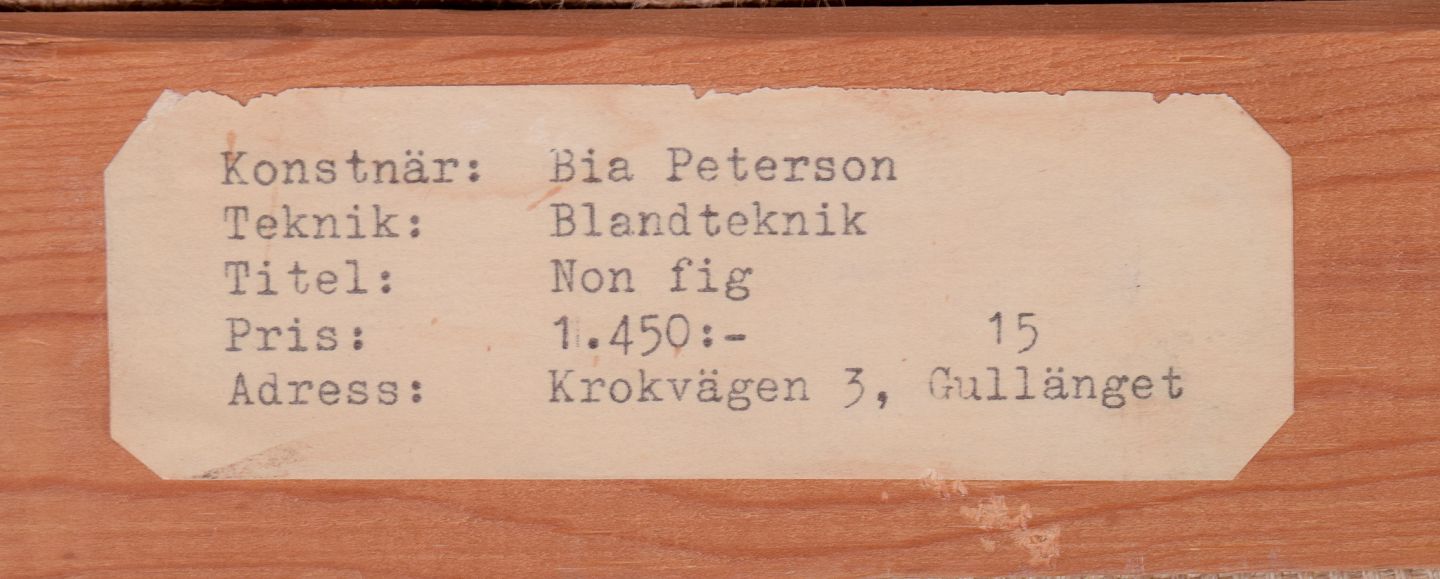 Konstnär: Bia Peterson
Teknik: Blandteknik
Titel: Non fig
Pris: 1.450:- 15
Adress: Krokvägen 3, Gullänget